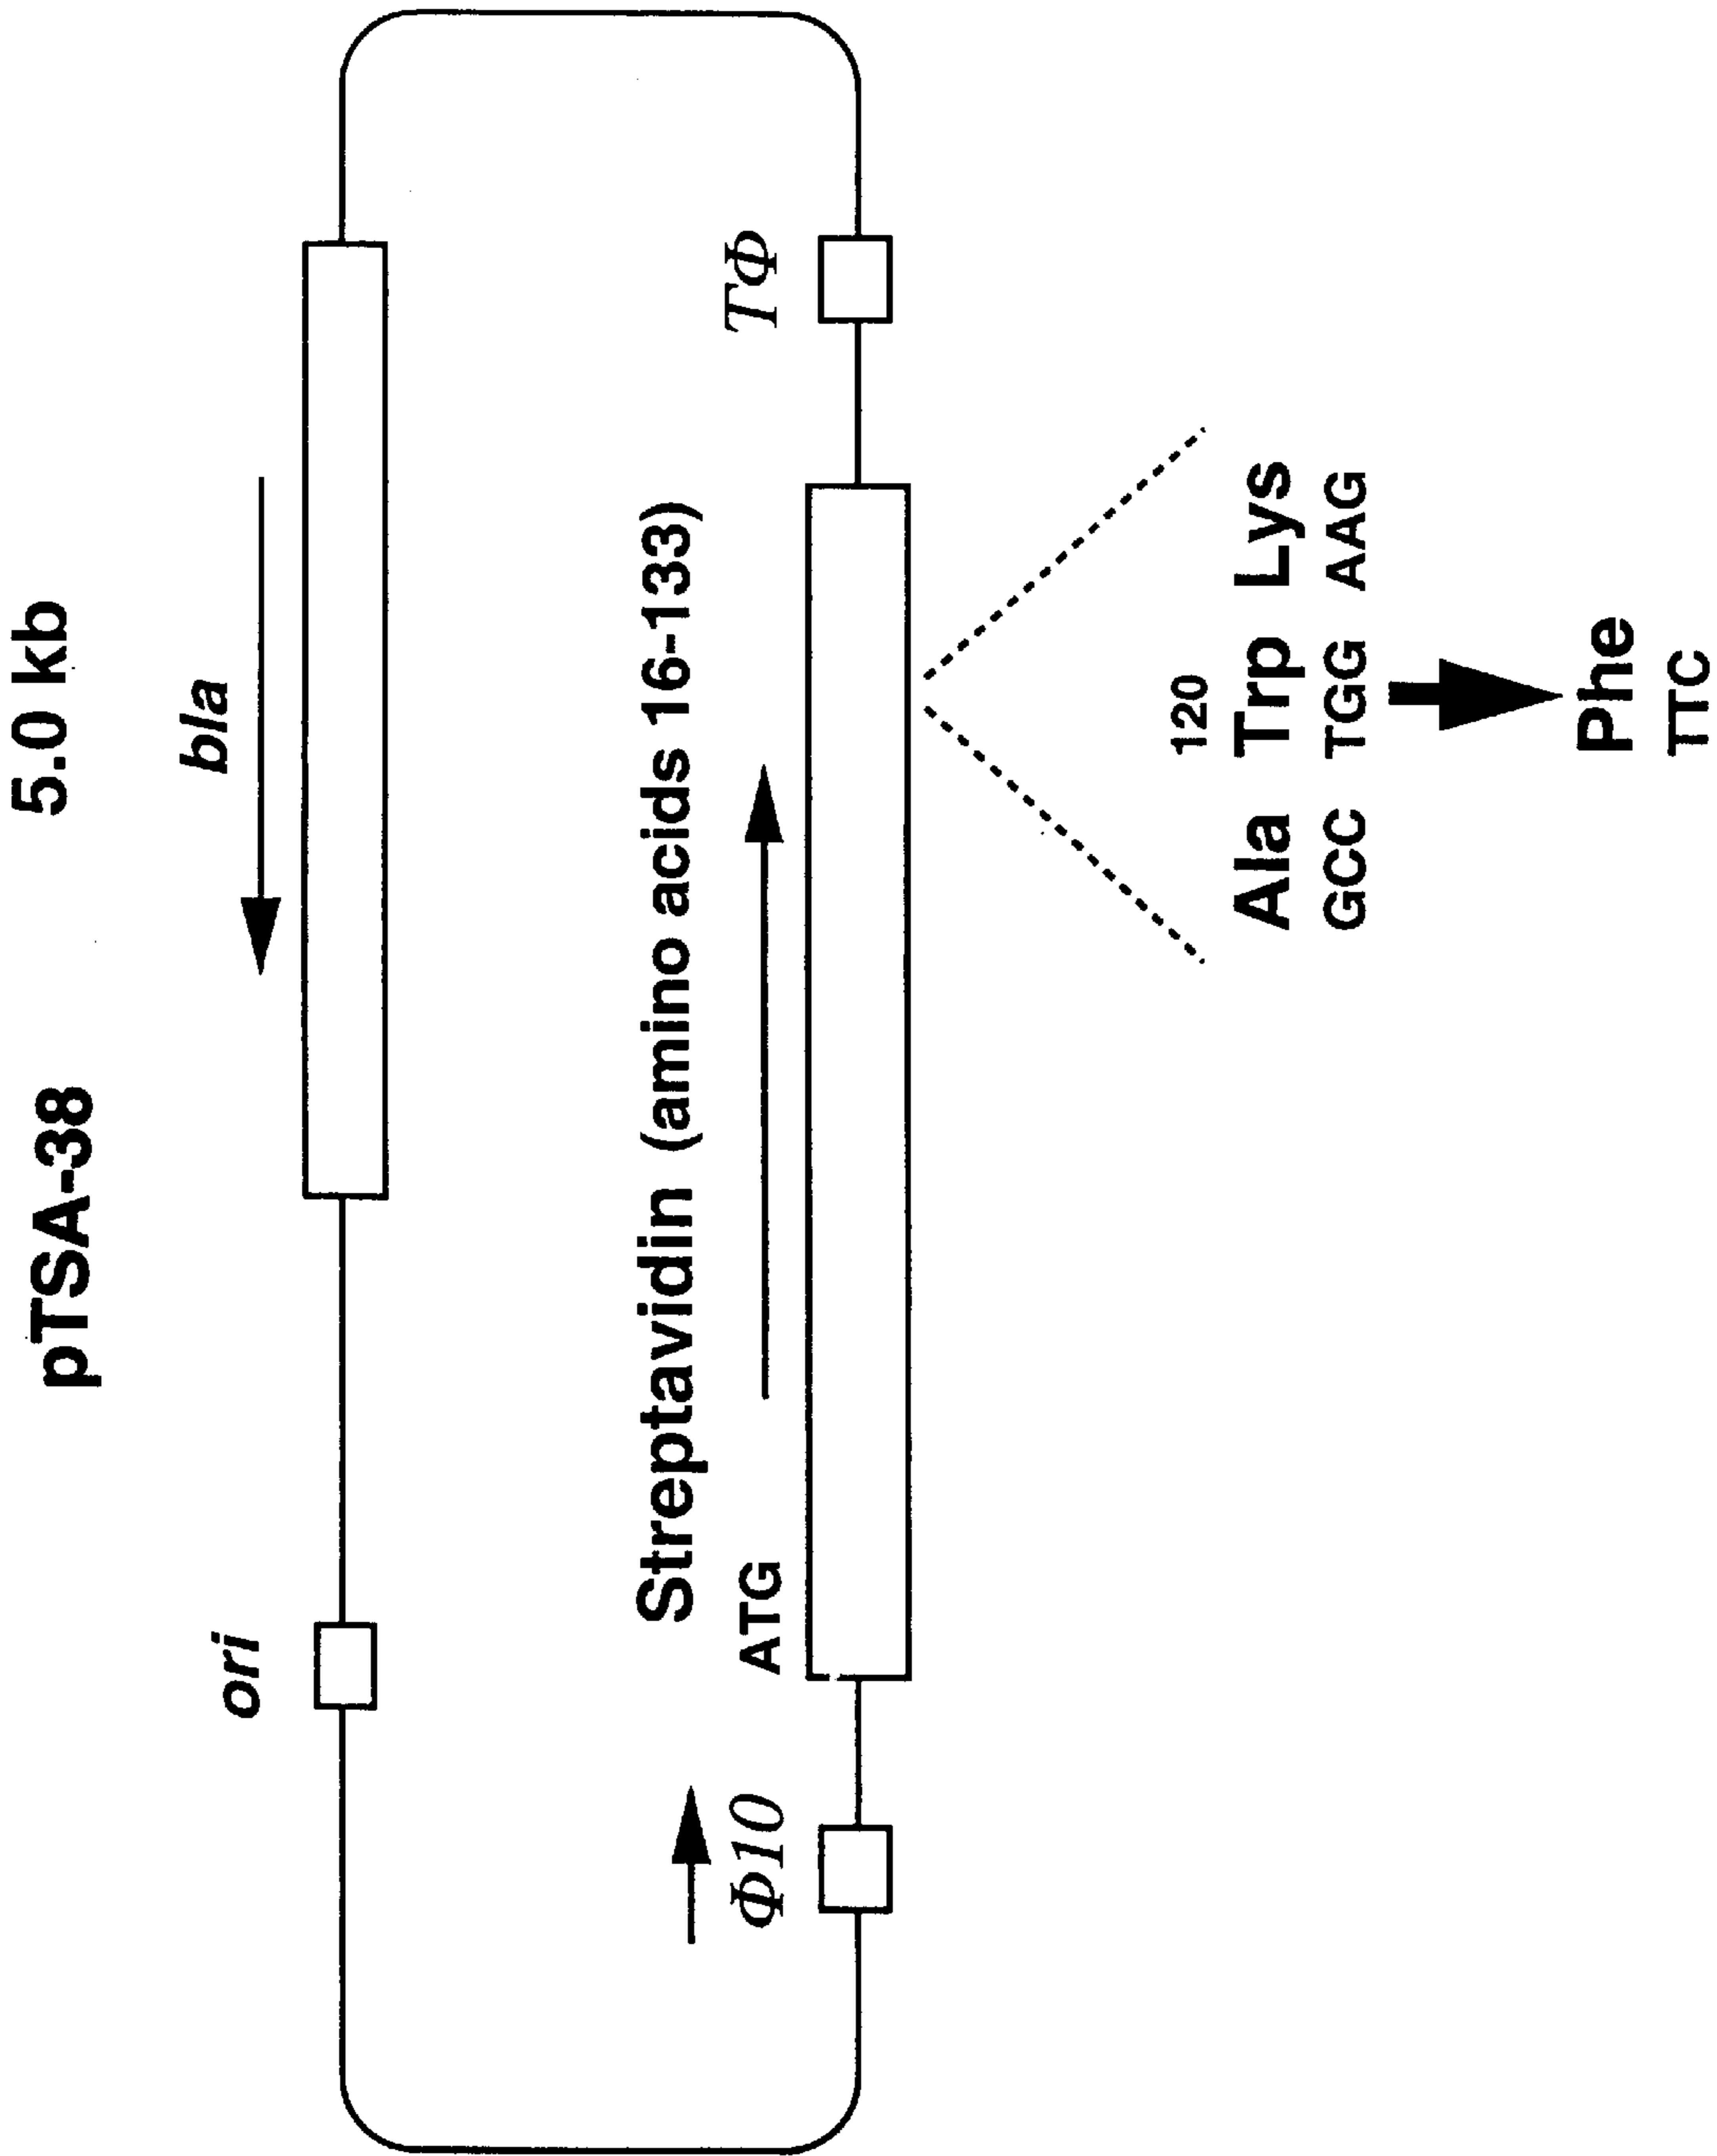 pTSA-38 5.0 kb
bla
ori
Streptavidin (amino acids 16-133)
ATG
Φ10
TΦ
120
Ala Trp Lys
GCC TGG AAG
Phe
TTC